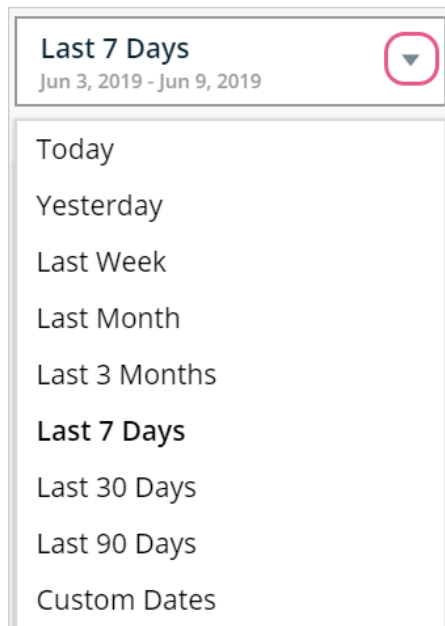 Last 7 Days
Jun 3, 2019 - Jun 9, 2019
Today
Yesterday
Last Week
Last Month
Last 3 Months
Last 7 Days
Last 30 Days
Last 90 Days
Custom Dates